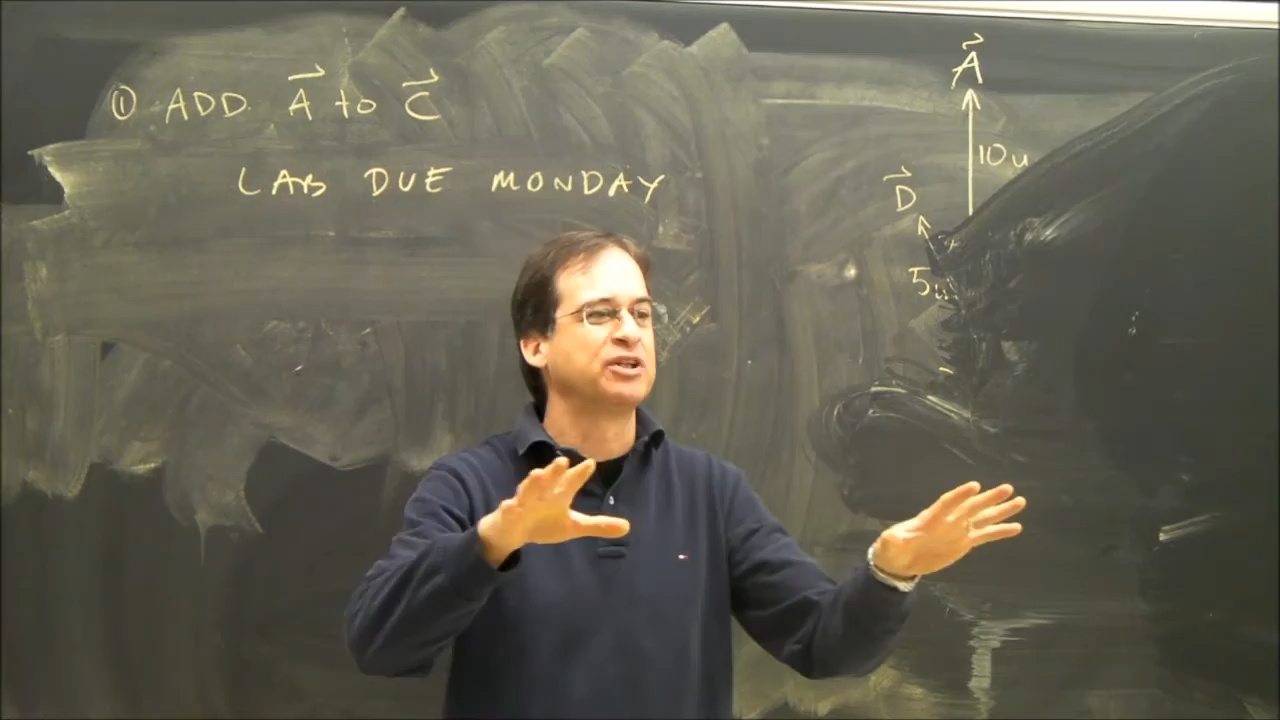 ① ADD A⃗ to C⃗
LAB DUE MONDAY
A⃗
10u
D⃗
5u